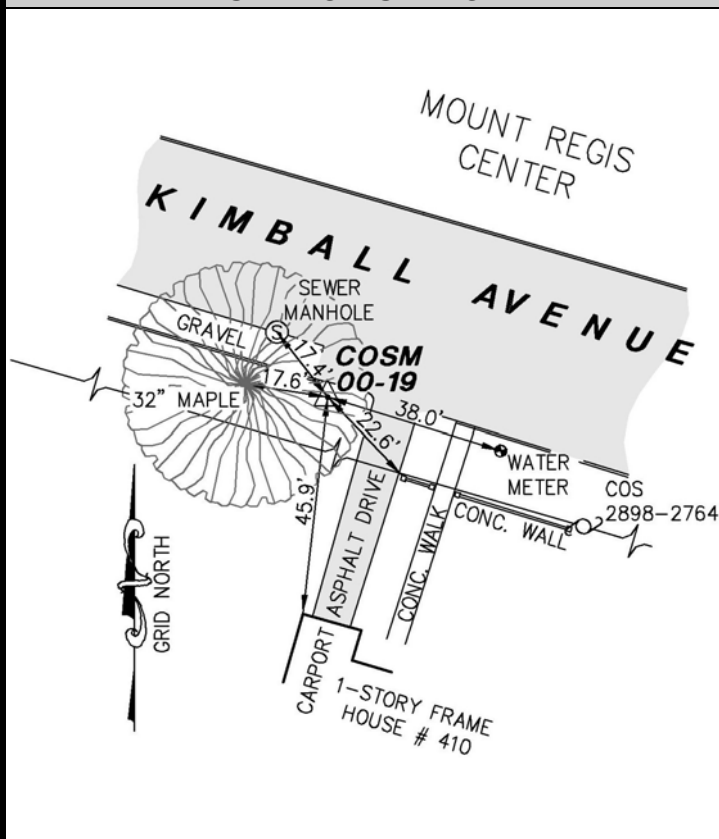 MOUNT REGIS
CENTER
KIMBALL AVENUE
SEWER
MANHOLE
GRAVEL
S
17.4'
COSM
00-19
17.6'
32" MAPLE
38.0'
22.6'
WATER
METER
COS
2898-2764
CONC. WALL
45.9'
ASPHALT DRIVE
CONC. WALK
GRID NORTH
CARPORT
1-STORY FRAME
HOUSE # 410